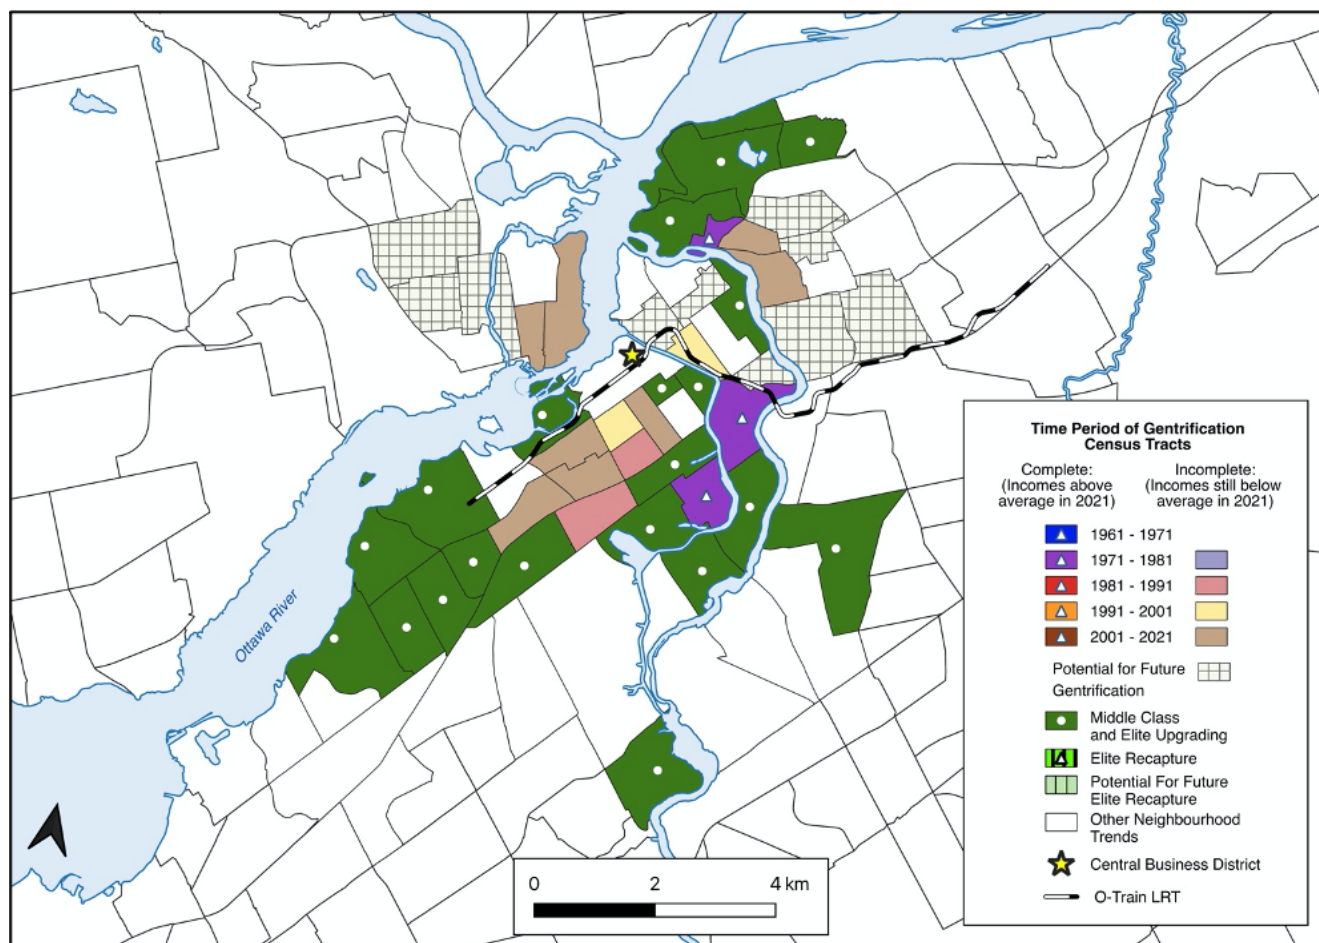 Ottawa River
Time Period of Gentrification
Census Tracts
Complete:
(Incomes above
average in 2021)
Incomplete:
(Incomes still below
average in 2021)
1961 - 1971
1971 - 1981
1981 - 1991
1991 - 2001
2001 - 2021
Potential for Future
Gentrification
Middle Class
and Elite Upgrading
Elite Recapture
Potential For Future
Elite Recapture
Other Neighbourhood
Trends
Central Business District
O-Train LRT
0 2 4 km